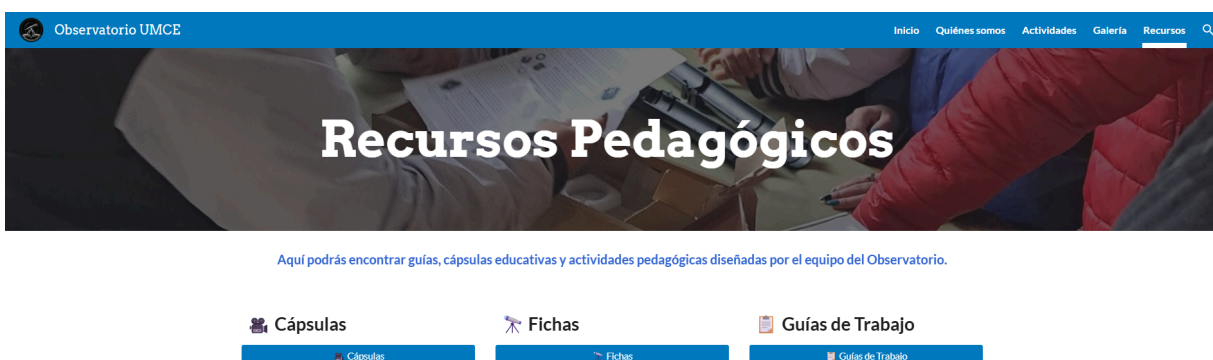 Observatorio UMCE
Inicio Quiénes somos Actividades Galería Recursos
Recursos Pedagógicos
Aquí podrás encontrar guías, cápsulas educativas y actividades pedagógicas diseñadas por el equipo del Observatorio.
Cápsulas Fichas Guías de Trabajo
Cápsulas Fichas Guías de Trabajo